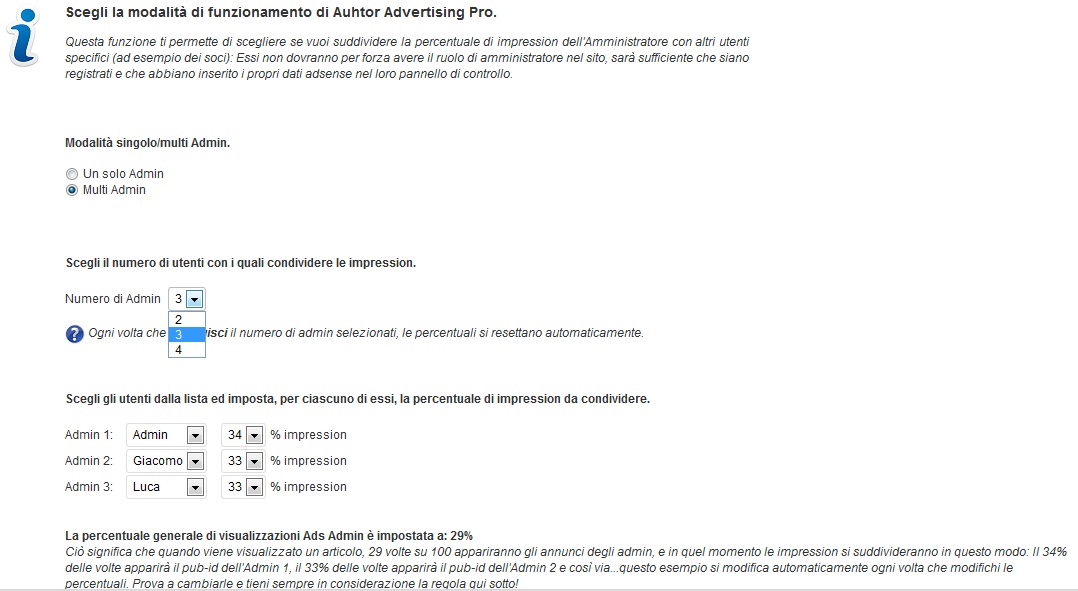 Scegli la modalità di funzionamento di Auhtor Advertising Pro.
Questa funzione ti permette di scegliere se vuoi suddividere la percentuale di impression dell'Amministratore con altri utenti
specifici (ad esempio dei soci): Essi non dovranno per forza avere il ruolo di amministratore nel sito, sarà sufficiente che siano
registrati e che abbiano inserito i propri dati adsense nel loro pannello di controllo.
Modalità singolo/multi Admin.
Un solo Admin
Multi Admin
Scegli il numero di utenti con i quali condividere le impression.
Numero di Admin 3
2
? Ogni volta che isci il numero di admin selezionati, le percentuali si resettano automaticamente.
3
4
Scegli gli utenti dalla lista ed imposta, per ciascuno di essi, la percentuale di impression da condividere.
Admin 1: Admin 34 % impression
Admin 2: Giacomo 33 % impression
Admin 3: Luca 33 % impression
La percentuale generale di visualizzazioni Ads Admin è impostata a: 29%
Ciò significa che quando viene visualizzato un articolo, 29 volte su 100 appariranno gli annunci degli admin, e in quel momento le impression si suddivideranno in questo modo: Il 34%
delle volte apparirà il pub-id dell'Admin 1, il 33% delle volte apparirà il pub-id dell'Admin 2 e così via...questo esempio si modifica automaticamente ogni volta che modifichi le
percentuali. Prova a cambiarle e tieni sempre in considerazione la regola qui sotto!